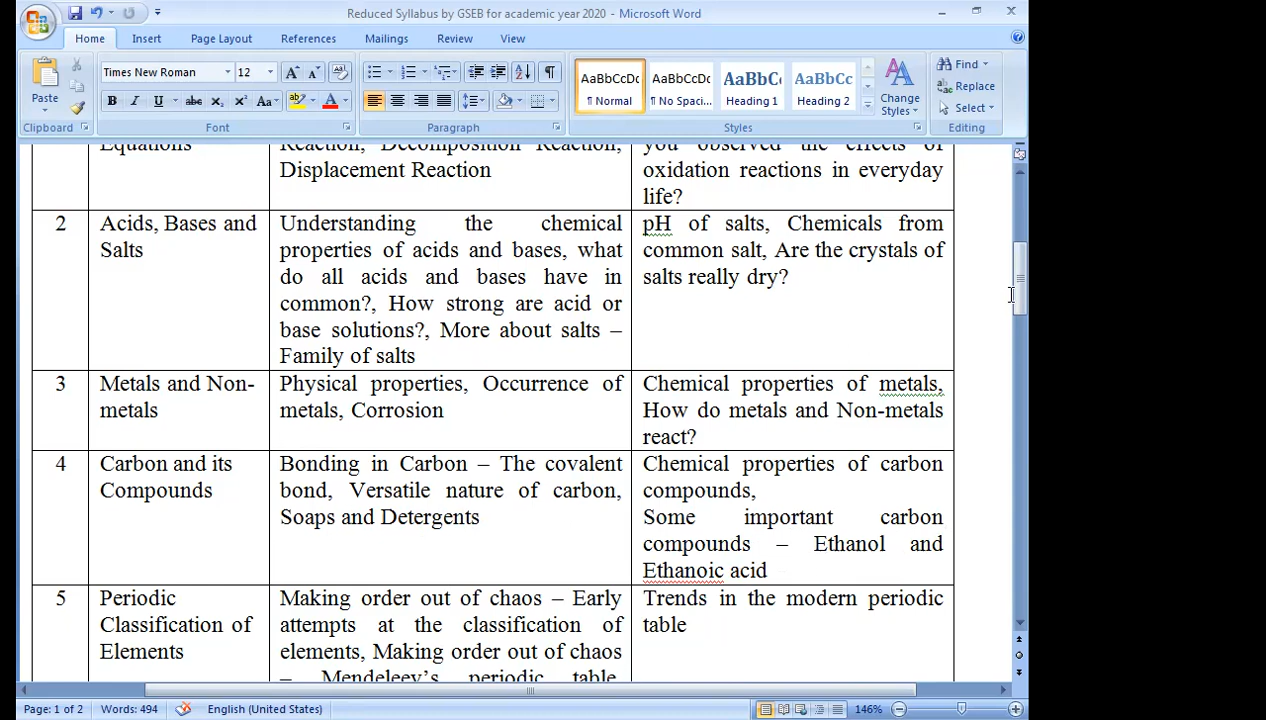 Reduced Syllabus by GSEB for academic year 2020 - Microsoft Word
Home Insert Page Layout References Mailings Review View
Paste
Times New Roman 12
Find
Replace
Select
B I U abc X₂ X² Aa A
AaBbCcDc AaBbCcDc AaBbC AaBbCc
¶ Normal ¶ No Spaci... Heading 1 Heading 2
Change Styles
Clipboard Font Paragraph Styles Editing
Equations
Reaction, Decomposition Reaction,
Displacement Reaction
you observed the effects of
oxidation reactions in everyday
life?
2
Acids, Bases and
Salts
Understanding the chemical
properties of acids and bases, what
do all acids and bases have in
common?, How strong are acid or
base solutions?, More about salts –
Family of salts
pH of salts, Chemicals from
common salt, Are the crystals of
salts really dry?
3
Metals and Non-
metals
Physical properties, Occurrence of
metals, Corrosion
Chemical properties of metals,
How do metals and Non-metals
react?
4
Carbon and its
Compounds
Bonding in Carbon – The covalent
bond, Versatile nature of carbon,
Soaps and Detergents
Chemical properties of carbon
compounds,
Some important carbon
compounds – Ethanol and
Ethanoic acid
5
Periodic
Classification of
Elements
Making order out of chaos – Early
attempts at the classification of
elements, Making order out of chaos
– Mendeleev's periodic table,
Trends in the modern periodic
table
Page: 1 of 2 Words: 494 English (United States) 146%